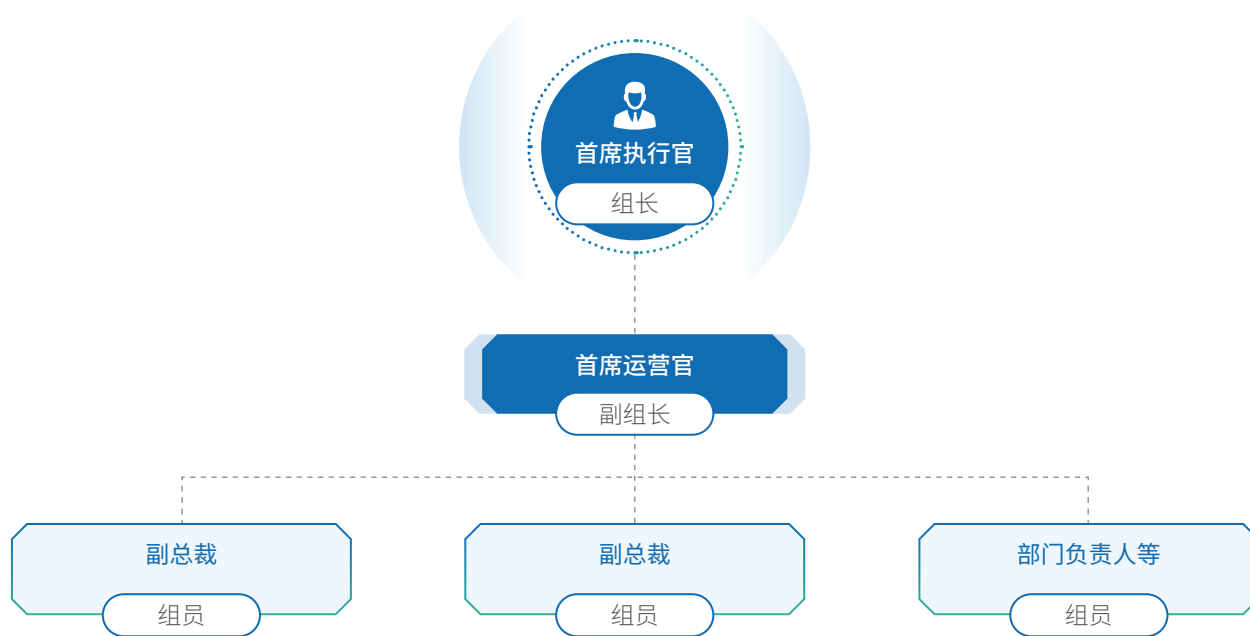 首席执行官
组长
首席运营官
副组长
副总裁
副总裁
部门负责人等
组员
组员
组员